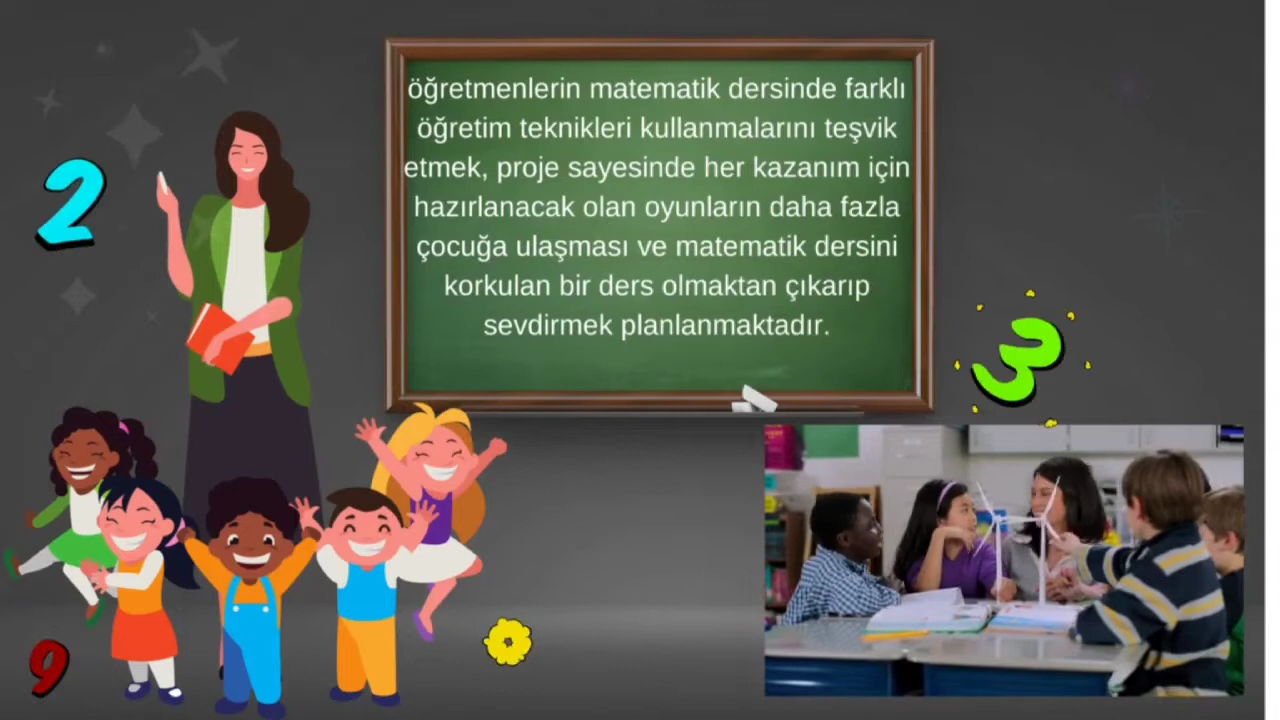 öğretmenlerin matematik dersinde farklı
öğretim teknikleri kullanmalarını teşvik
etmek, proje sayesinde her kazanım için
hazırlanacak olan oyunların daha fazla
çocuğa ulaşması ve matematik dersini
korkulan bir ders olmaktan çıkarıp
sevdirmek planlanmaktadır.
2
3
9